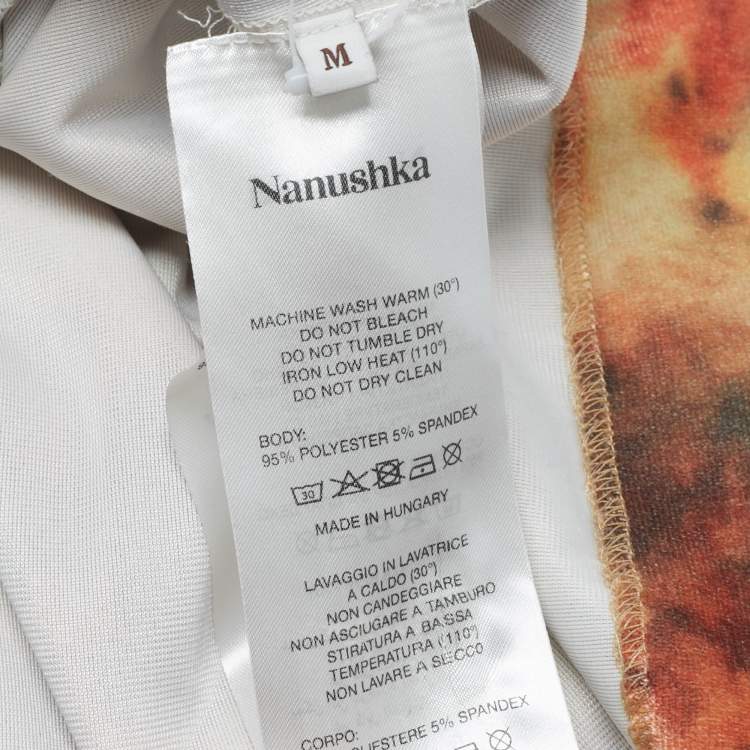 M
Nanushka
MACHINE WASH WARM (30°)
DO NOT BLEACH
DO NOT TUMBLE DRY
IRON LOW HEAT (110°)
DO NOT DRY CLEAN
BODY:
95% POLYESTER 5% SPANDEX
30
MADE IN HUNGARY
LAVAGGIO IN LAVATRICE
A CALDO (30°)
NON CANDEGGIARE
NON ASCIUGARE A TAMBURO
STIRATURA A BASSA
TEMPERATURA (110°)
NON LAVARE A SECCO
CORPO:
5% SPANDEX